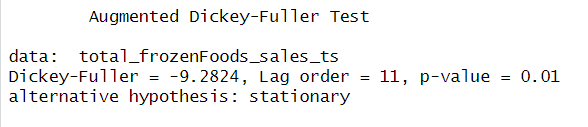 Augmented Dickey-Fuller Test
data:  total_frozenFoods_sales_ts
Dickey-Fuller = -9.2824, Lag order = 11, p-value = 0.01
alternative hypothesis: stationary